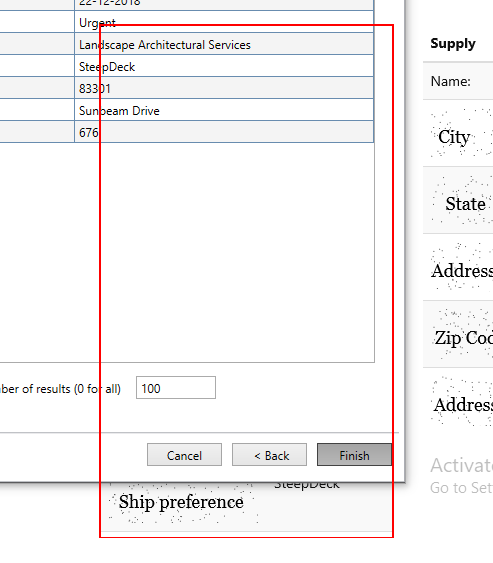 22-12-2018
Urgent
Landscape Architectural Services
SteepDeck
83301
Sunbeam Drive
676
ber of results (0 for all) 100
Cancel < Back Finish
SteepDeck
Ship preference
Supply
Name:
City
State
Address
Zip Cod
Address
Activate
Go to Set